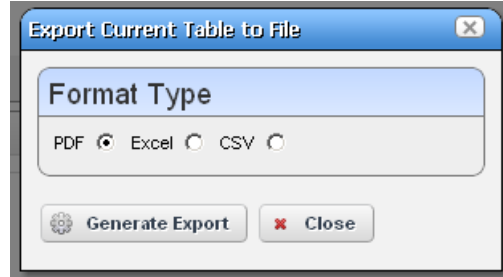 Export Current Table to File
Format Type
PDF Excel CSV
Generate Export Close